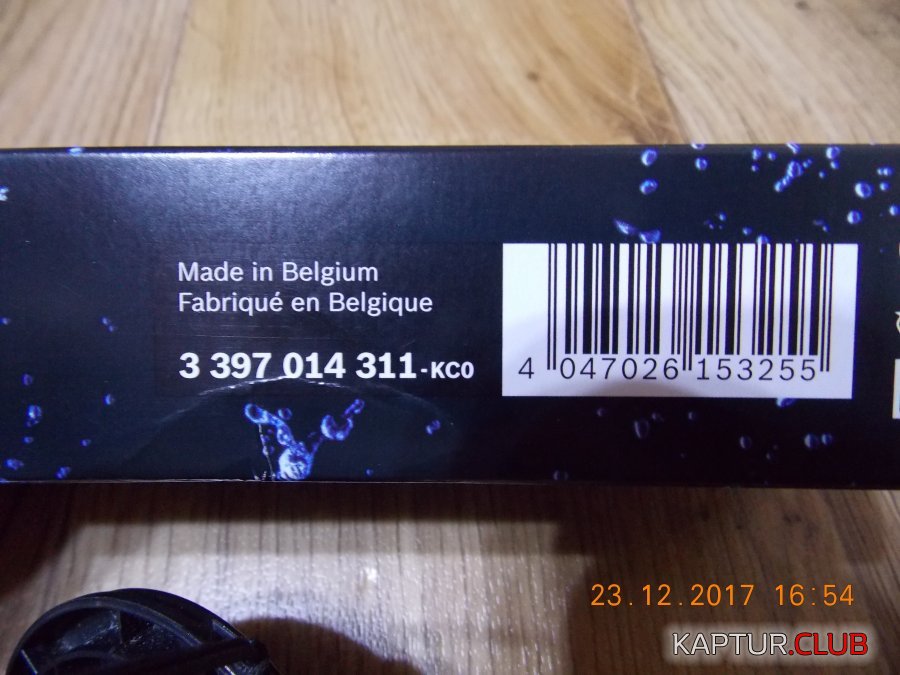 Made in Belgium
Fabriqué en Belgique
3 397 014 311-KC0
4 047026 153255
23.12.2017 16:54
KAPTUR.CLUB